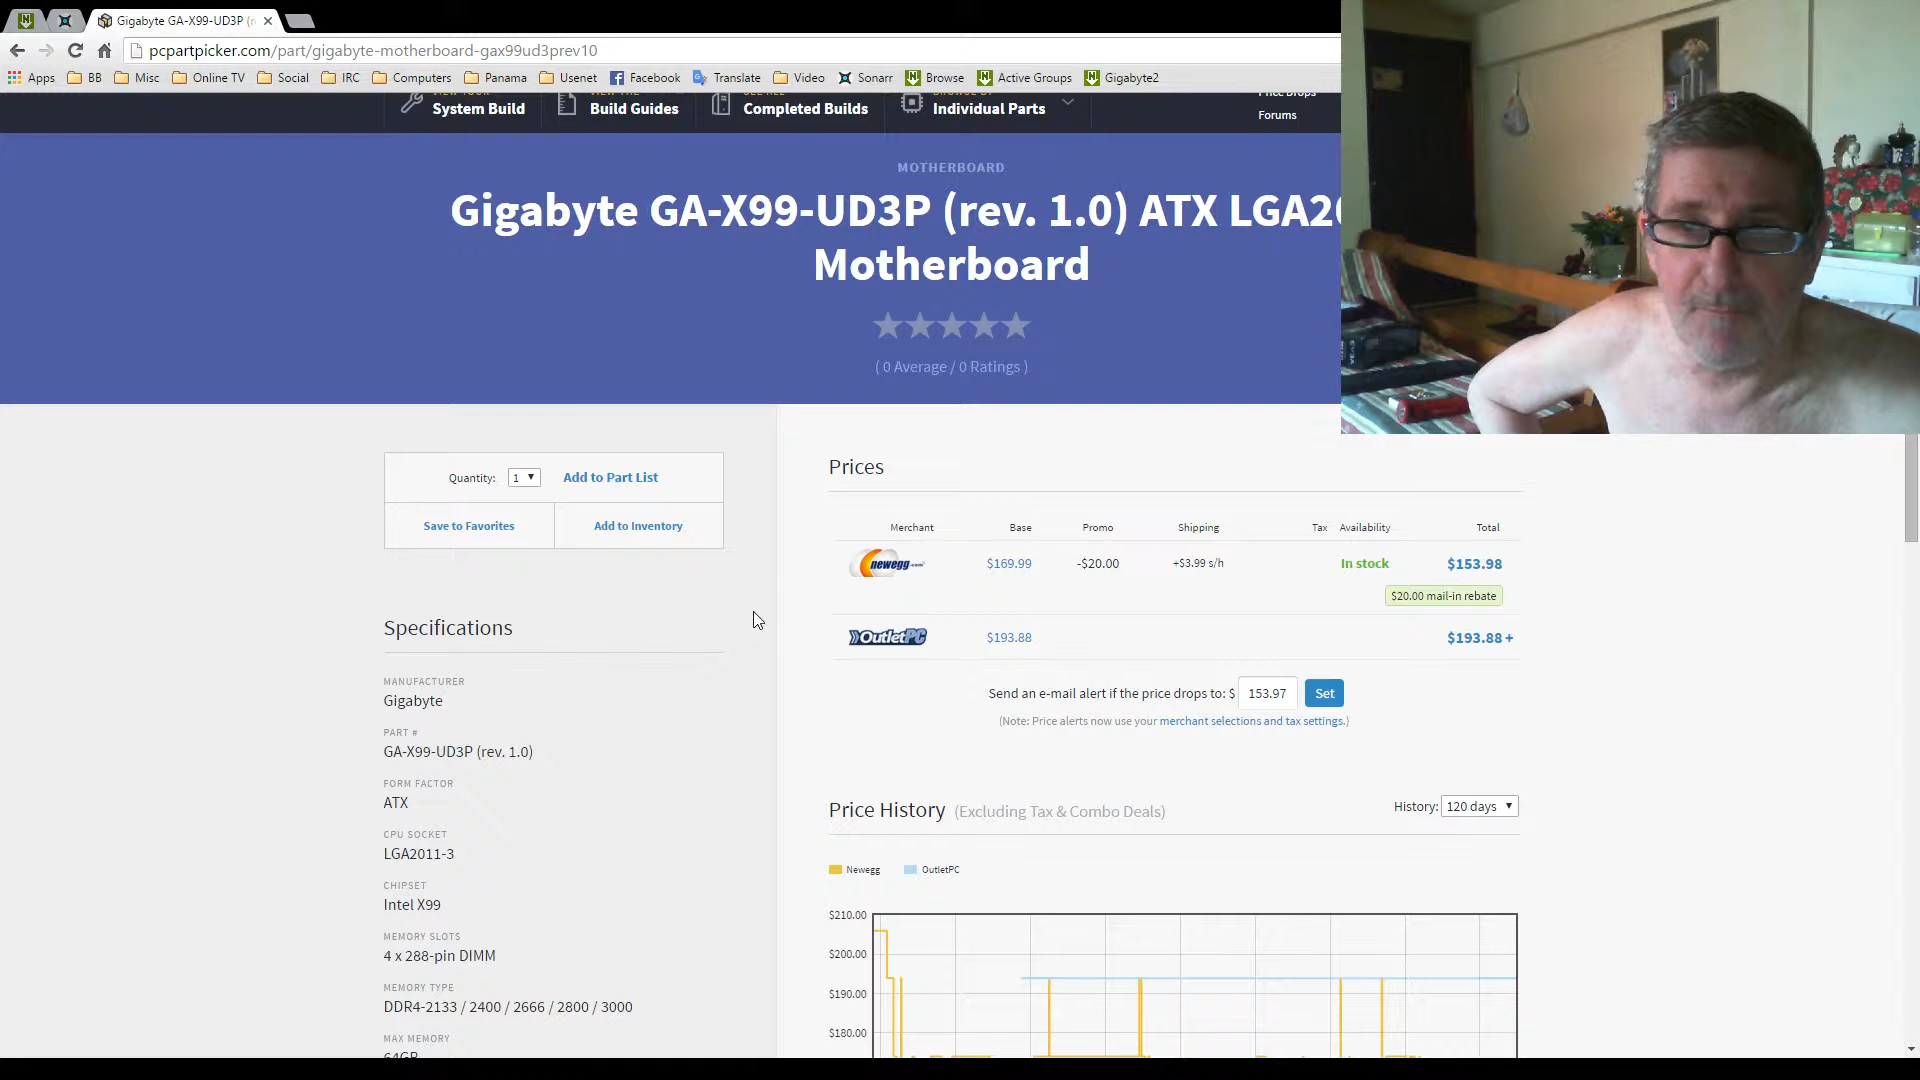 Gigabyte GA-X99-UD3P (r
pcpartpicker.com/part/gigabyte-motherboard-gax99ud3prev10
Apps BB Misc Online TV Social IRC Computers Panama Usenet Facebook Translate Video Sonarr Browse Active Groups Gigabyte2
System Build Build Guides Completed Builds Individual Parts
Price Drops
Forums
MOTHERBOARD
Gigabyte GA-X99-UD3P (rev. 1.0) ATX LGA20
Motherboard
( 0 Average / 0 Ratings )
Quantity: 1 Add to Part List
Save to Favorites Add to Inventory
Specifications
MANUFACTURER
Gigabyte
PART #
GA-X99-UD3P (rev. 1.0)
FORM FACTOR
ATX
CPU SOCKET
LGA2011-3
CHIPSET
Intel X99
MEMORY SLOTS
4 x 288-pin DIMM
MEMORY TYPE
DDR4-2133 / 2400 / 2666 / 2800 / 3000
MAX MEMORY
64GB
Prices
Merchant Base Promo Shipping Tax Availability Total
newegg.com $169.99 -$20.00 +$3.99 s/h In stock $153.98
$20.00 mail-in rebate
OutletPC $193.88 $193.88 +
Send an e-mail alert if the price drops to: $ 153.97 Set
(Note: Price alerts now use your merchant selections and tax settings.)
Price History (Excluding Tax & Combo Deals) History: 120 days
Newegg OutletPC
$210.00
$200.00
$190.00
$180.00